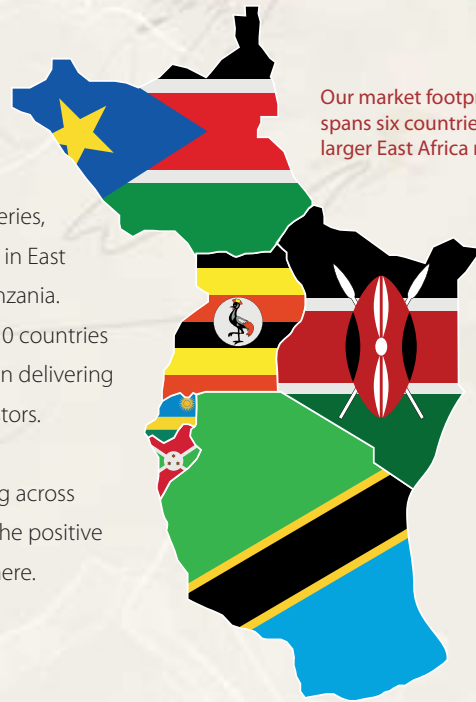 Our market footpr
spans six countrie
larger East Africa
eries,
in East
nzania.
0 countries
n delivering
tors.
g across
he positive
ere.